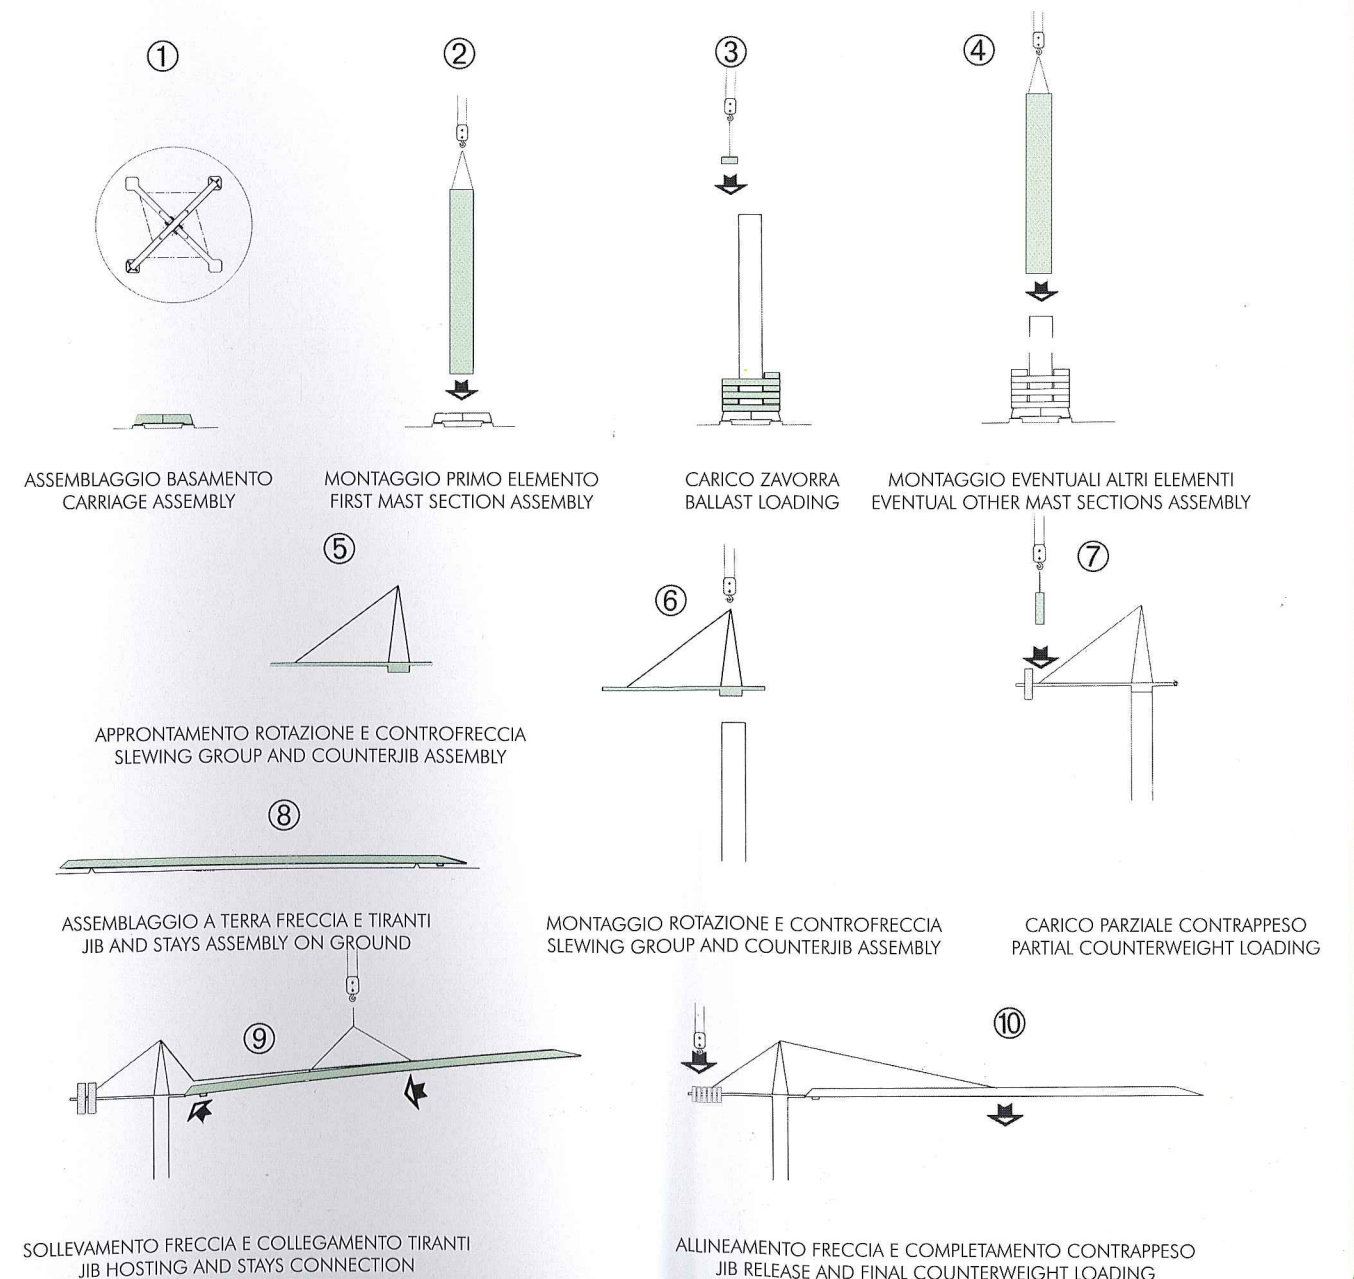 ①
②
③
④
ASSEMBLAGGIO BASAMENTO
CARRIAGE ASSEMBLY
MONTAGGIO PRIMO ELEMENTO
FIRST MAST SECTION ASSEMBLY
CARICO ZAVORRA
BALLAST LOADING
MONTAGGIO EVENTUALI ALTRI ELEMENTI
EVENTUAL OTHER MAST SECTIONS ASSEMBLY
⑤
⑥
⑦
APPRONTAMENTO ROTAZIONE E CONTROFRECCIA
SLEWING GROUP AND COUNTERJIB ASSEMBLY
⑧
ASSEMBLAGGIO A TERRA FRECCIA E TIRANTI
JIB AND STAYS ASSEMBLY ON GROUND
MONTAGGIO ROTAZIONE E CONTROFRECCIA
SLEWING GROUP AND COUNTERJIB ASSEMBLY
CARICO PARZIALE CONTRAPPESO
PARTIAL COUNTERWEIGHT LOADING
⑨
⑩
SOLLEVAMENTO FRECCIA E COLLEGAMENTO TIRANTI
JIB HOSTING AND STAYS CONNECTION
ALLINEAMENTO FRECCIA E COMPLETAMENTO CONTRAPPESO
JIB RELEASE AND FINAL COUNTERWEIGHT LOADING